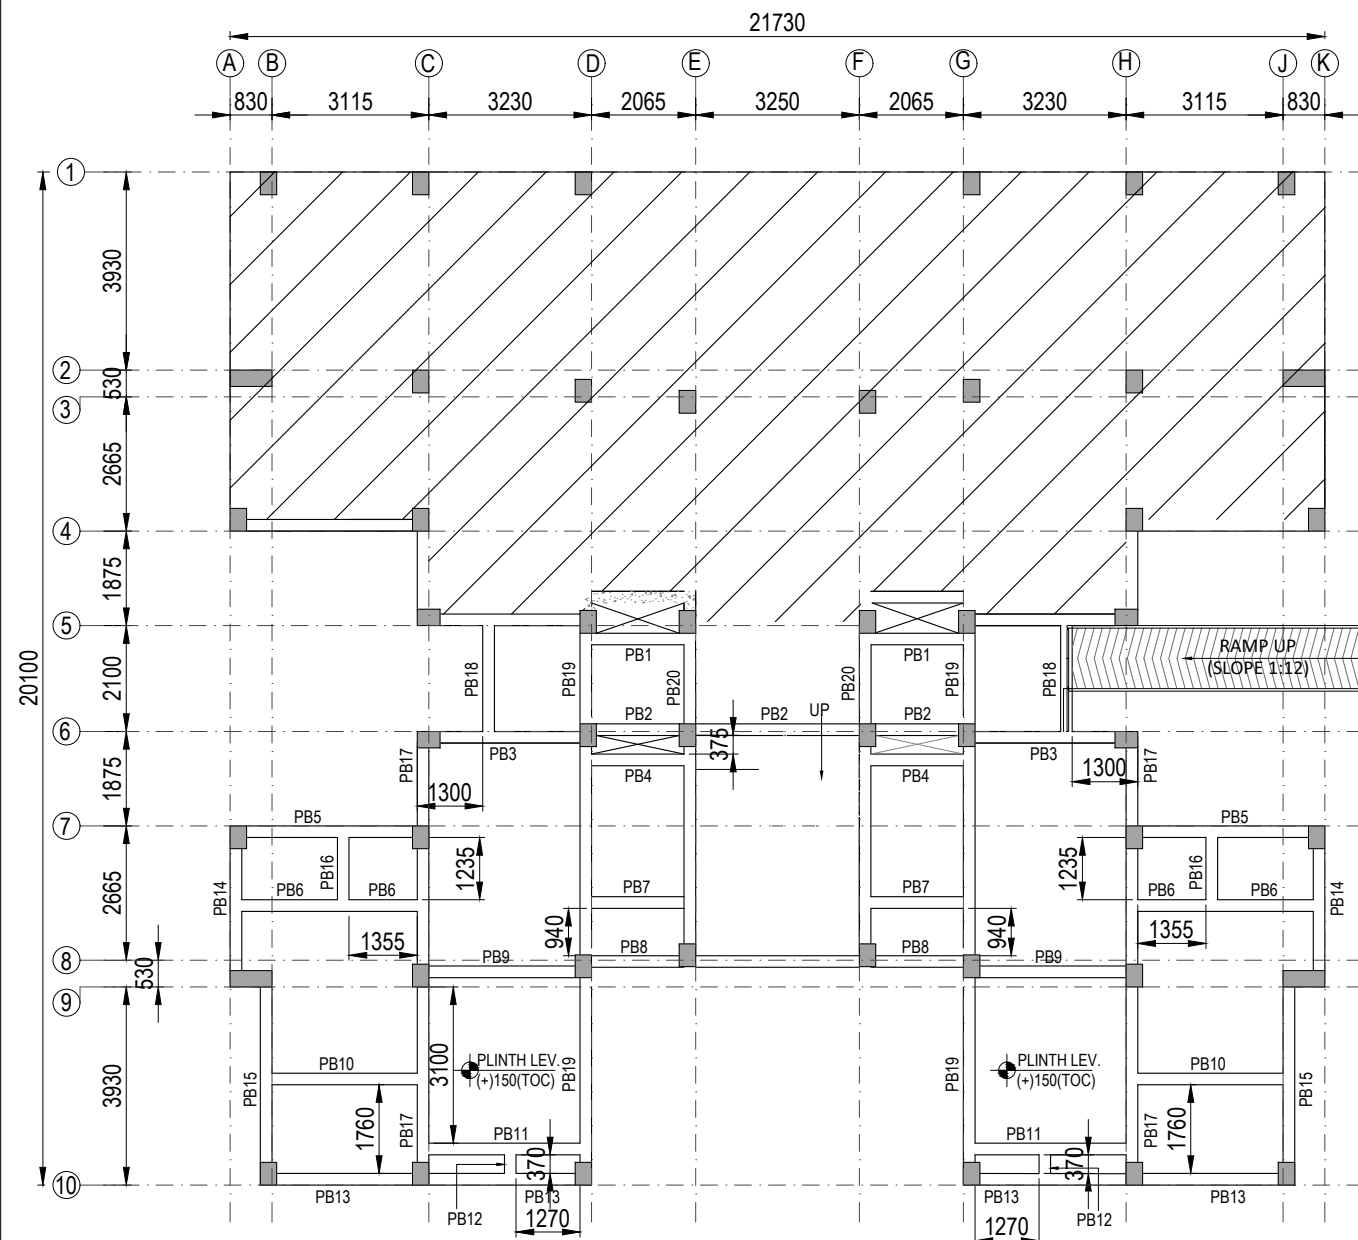 21730
A B C D E F G H J K
830 3115 3230 2065 3250 2065 3230 3115 830
1
3930
2
530
3
2665
4
1875
5
RAMP UP
(SLOPE 1:12)
PB1 PB1
2100
20100
PB18 PB19 PB20 PB20 PB19 PB18
UP
PB2 PB2 PB2
6
375
PB3 PB3
PB17 PB17
1875
PB4 PB4
1300 1300
7
PB5 PB5
1235 1235
PB16 PB16
PB14 PB6 PB6 PB7 PB7 PB6 PB6 PB14
2665
940 940
1355 1355
PB8 PB8
8
PB9 PB9
530
9
3100
PLINTH LEV. PLINTH LEV.
(+)150(TOC) (+)150(TOC)
PB10 PB19 PB19 PB10
PB15 PB15
3930
1760 1760
PB17 PB17
PB11 PB11
370 370
10
PB13 PB13 PB13 PB13
PB12 PB12
1270 1270